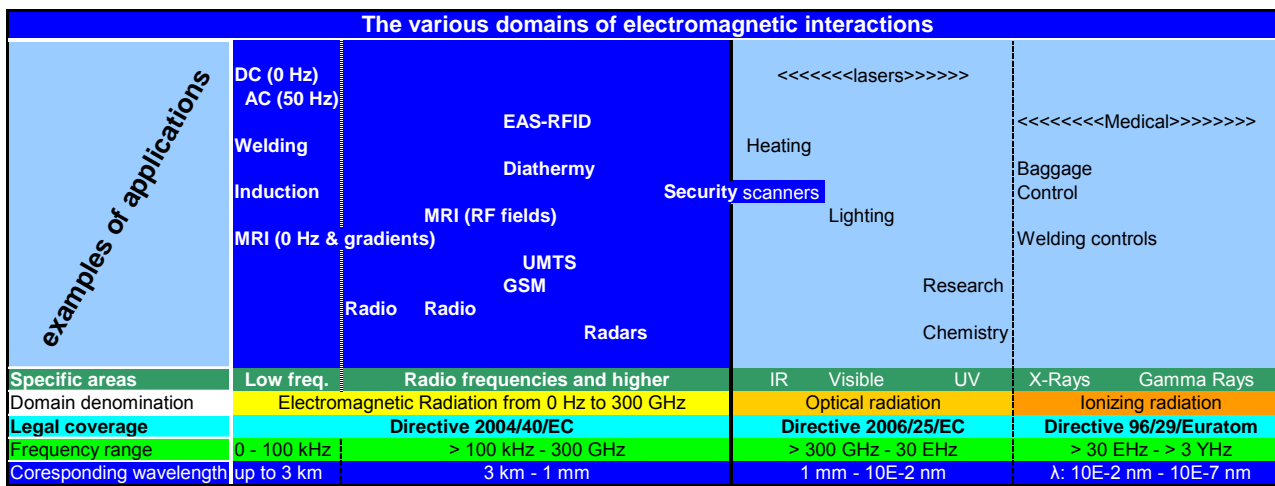 The various domains of electromagnetic interactions
examples of applications
DC (0 Hz) <<<<<<<lasers>>>>>>
AC (50 Hz)
EAS-RFID <<<<<<<<Medical>>>>>>>>
Welding Heating
Diathermy Baggage
Induction Security scanners Control
MRI (RF fields) Lighting
MRI (0 Hz & gradients) Welding controls
UMTS
GSM Research
Radio Radio
Radars Chemistry
Specific areas Low freq. Radio frequencies and higher IR Visible UV X-Rays Gamma Rays
Domain denomination Electromagnetic Radiation from 0 Hz to 300 GHz Optical radiation Ionizing radiation
Legal coverage Directive 2004/40/EC Directive 2006/25/EC Directive 96/29/Euratom
Frequency range 0 - 100 kHz > 100 kHz - 300 GHz > 300 GHz - 30 EHz > 30 EHz - > 3 YHz
Coresponding wavelength up to 3 km 3 km - 1 mm 1 mm - 10E-2 nm λ: 10E-2 nm - 10E-7 nm